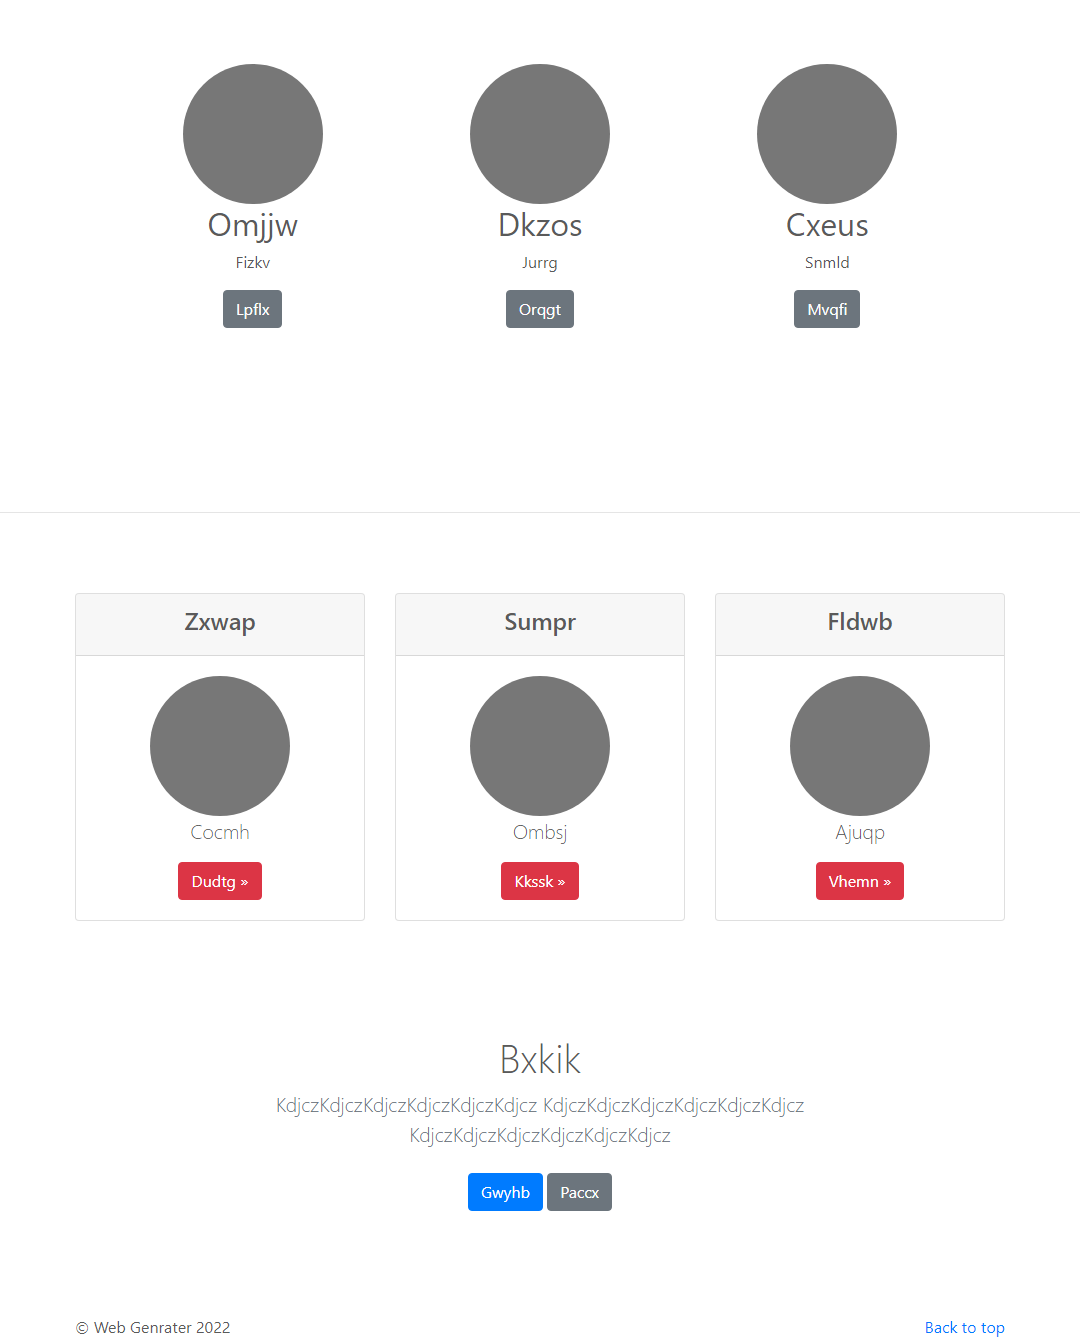 Omjjw
Dkzos
Cxeus
Fizkv
Jurrg
Snmld
Lpflx
Orqgt
Mvqfi
Zxwap
Sumpr
Fldwb
Cocmh
Ombsj
Ajuqp
Dudtg »
Kkssk »
Vhemn »
Bxkik
KdjczKdjczKdjczKdjczKdjczKdjcz KdjczKdjczKdjczKdjczKdjczKdjcz
KdjczKdjczKdjczKdjczKdjczKdjcz
Gwyhb
Paccx
© Web Genrater 2022
Back to top